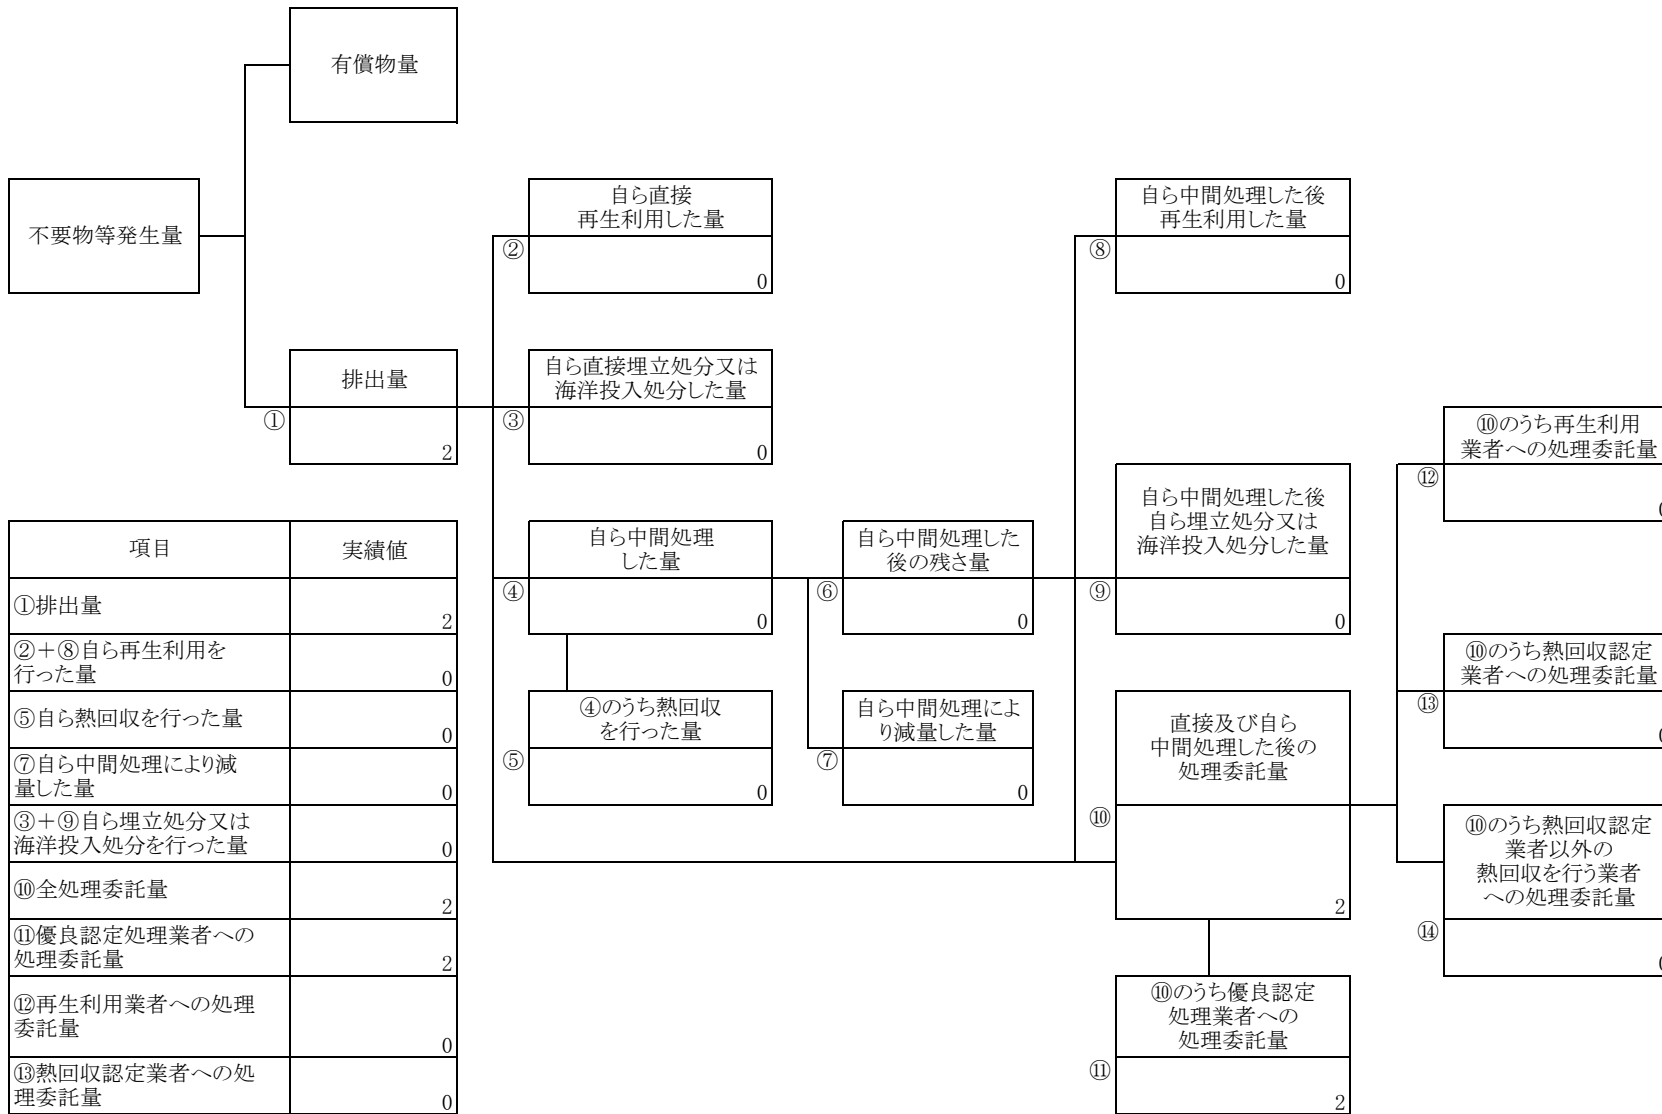 有償物量
不要物等発生量
自ら直接
再生利用した量
②
0
自ら中間処理した後
再生利用した量
⑧
0
排出量
①
2
自ら直接埋立処分又は
海洋投入処分した量
③
0
⑩のうち再生利用
業者への処理委託量
⑫
0
自ら中間処理した後
自ら埋立処分又は
海洋投入処分した量
⑨
0
自ら中間処理
した量
④
0
自ら中間処理した
後の残さ量
⑥
0
⑩のうち熱回収認定
業者への処理委託量
⑬
0
④のうち熱回収
を行った量
⑤
0
自ら中間処理によ
り減量した量
⑦
0
直接及び自ら
中間処理した後の
処理委託量
⑩
2
⑩のうち熱回収認定
業者以外の
熱回収を行う業者
への処理委託量
⑭
0
⑩のうち優良認定
処理業者への
処理委託量
⑪
2
項目 実績値
①排出量
2
②＋⑧自ら再生利用を
行った量 0
⑤自ら熱回収を行った量
0
⑦自ら中間処理により減
量した量 0
③＋⑨自ら埋立処分又は
海洋投入処分を行った量 0
⑩全処理委託量
2
⑪優良認定処理業者への
処理委託量 2
⑫再生利用業者への処理
委託量
0
⑬熱回収認定業者への処
理委託量 0